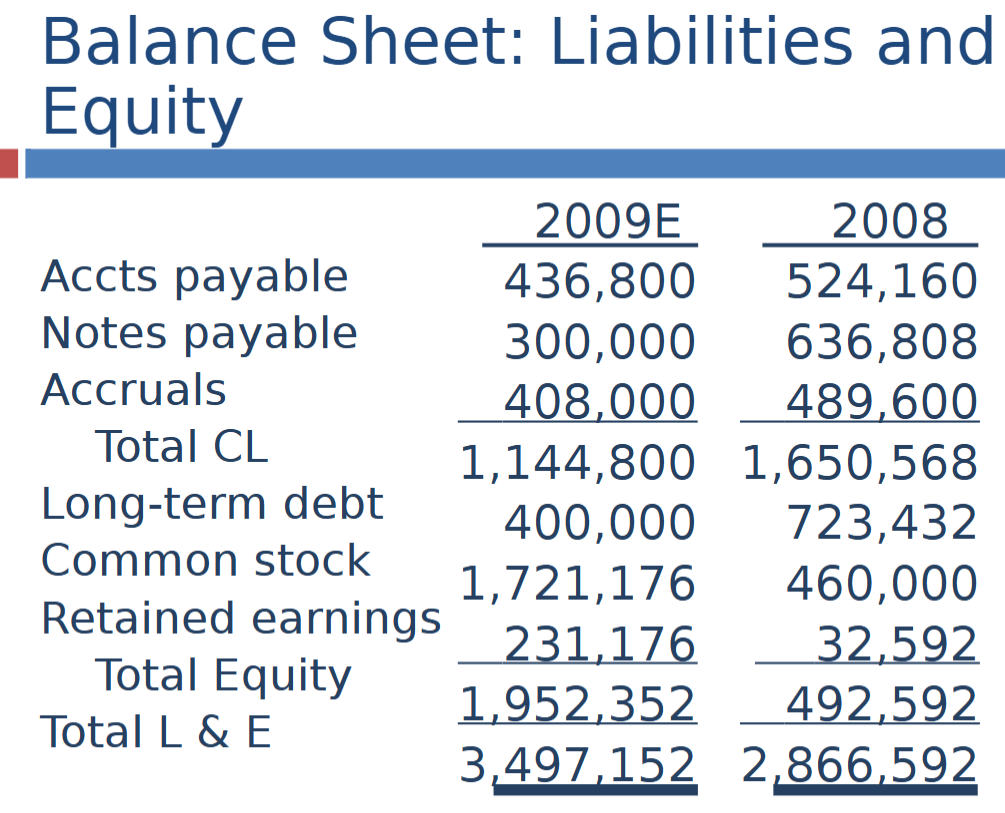 Balance Sheet: Liabilities and
Equity
2009E 2008
Accts payable 436,800 524,160
Notes payable 300,000 636,808
Accruals 408,000 489,600
Total CL 1,144,800 1,650,568
Long-term debt 400,000 723,432
Common stock 1,721,176 460,000
Retained earnings 231,176 32,592
Total Equity 1,952,352 492,592
Total L & E 3,497,152 2,866,592